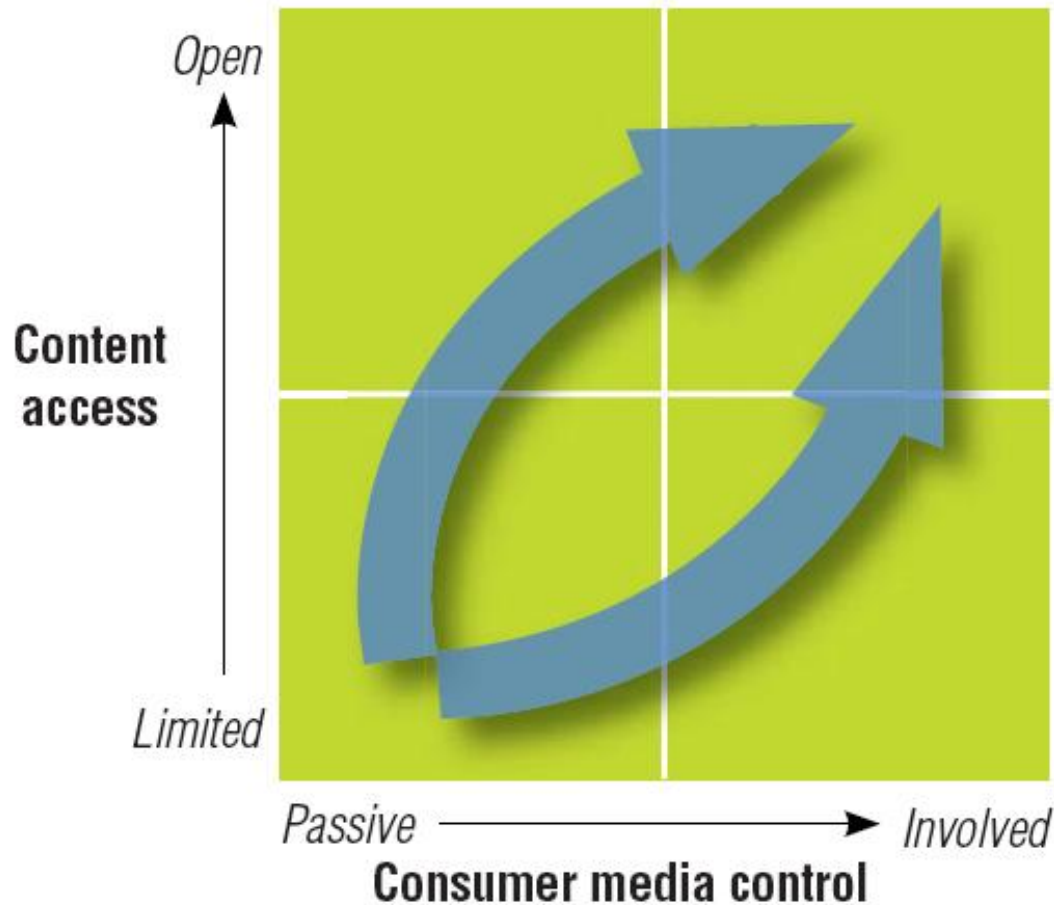 Open
Content
access
Limited
Passive
Involved
Consumer media control